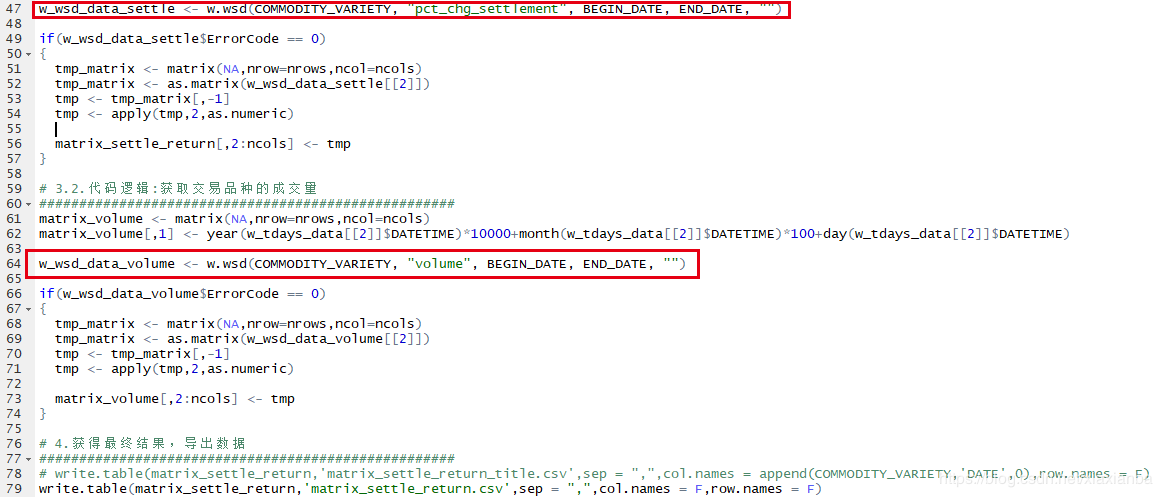 47 w_wsd_data_settle <- w.wsd(COMMODITY_VARIETY, "pct_chg_settlement", BEGIN_DATE, END_DATE, "")
48
49 if(w_wsd_data_settle$ErrorCode == 0)
50 {
51   tmp_matrix <- matrix(NA,nrow=nrows,ncol=ncols)
52   tmp_matrix <- as.matrix(w_wsd_data_settle[[2]])
53   tmp <- tmp_matrix[,-1]
54   tmp <- apply(tmp,2,as.numeric)
55
56   matrix_settle_return[,2:ncols] <- tmp
57 }
58
59 # 3.2.代码逻辑:获取交易品种的成交量
60 ####################################################
61 matrix_volume <- matrix(NA,nrow=nrows,ncol=ncols)
62 matrix_volume[,1] <- year(w_tdays_data[[2]]$DATETIME)*10000+month(w_tdays_data[[2]]$DATETIME)*100+day(w_tdays_data[[2]]$DATETIME)
63
64 w_wsd_data_volume <- w.wsd(COMMODITY_VARIETY, "volume", BEGIN_DATE, END_DATE, "")
65
66 if(w_wsd_data_volume$ErrorCode == 0)
67 {
68   tmp_matrix <- matrix(NA,nrow=nrows,ncol=ncols)
69   tmp_matrix <- as.matrix(w_wsd_data_volume[[2]])
70   tmp <- tmp_matrix[,-1]
71   tmp <- apply(tmp,2,as.numeric)
72
73   matrix_volume[,2:ncols] <- tmp
74 }
75
76 # 4.获得最终结果，导出数据
77 ####################################################
78 # write.table(matrix_settle_return,'matrix_settle_return_title.csv',sep = ",",col.names = append(COMMODITY_VARIETY,'DATE',0),row.names = F)
79 write.table(matrix_settle_return,'matrix_settle_return.csv',sep = ",",col.names = F,row.names = F)